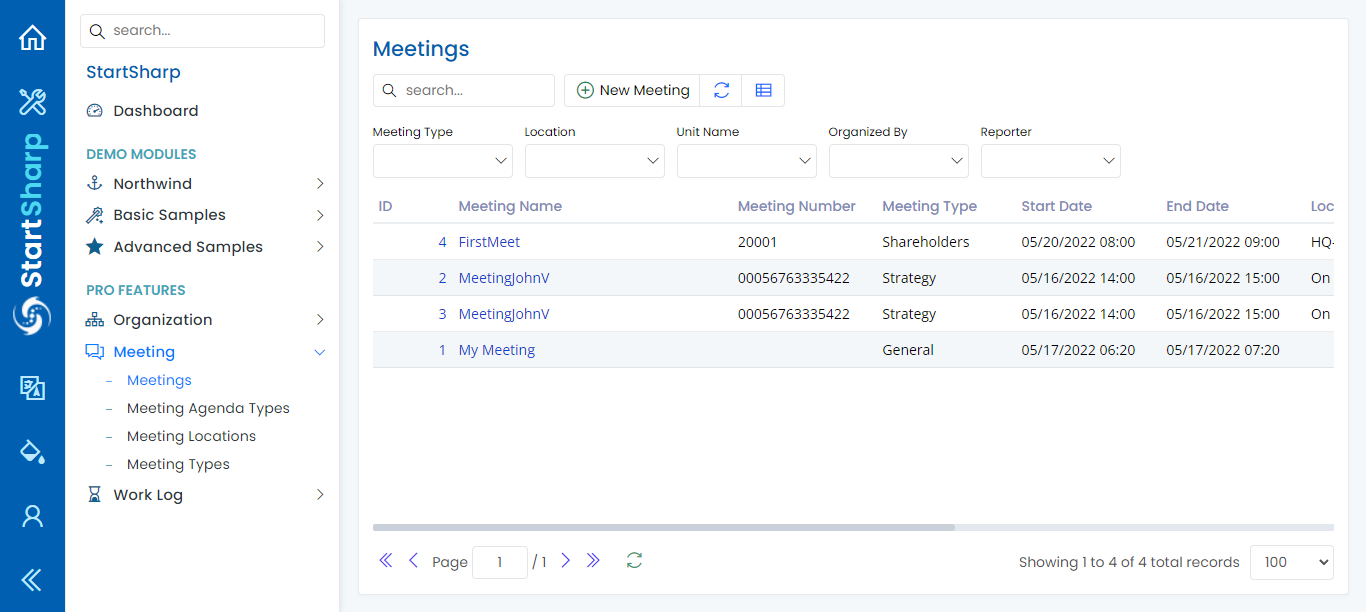 StartSharp
search...
StartSharp
Dashboard
DEMO MODULES
Northwind
Basic Samples
Advanced Samples
PRO FEATURES
Organization
Meeting
– Meetings
– Meeting Agenda Types
– Meeting Locations
– Meeting Types
Work Log
Meetings
search... New Meeting
Meeting Type Location Unit Name Organized By Reporter
ID Meeting Name Meeting Number Meeting Type Start Date End Date Loc
4 FirstMeet 20001 Shareholders 05/20/2022 08:00 05/21/2022 09:00 HQ-
2 MeetingJohnV 00056763335422 Strategy 05/16/2022 14:00 05/16/2022 15:00 On
3 MeetingJohnV 00056763335422 Strategy 05/16/2022 14:00 05/16/2022 15:00 On
1 My Meeting General 05/17/2022 06:20 05/17/2022 07:20
Page 1 / 1 Showing 1 to 4 of 4 total records 100